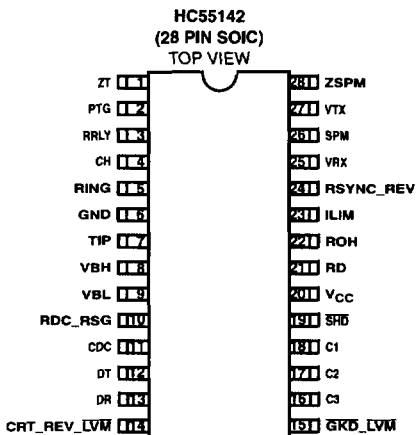 HC55142
(28 PIN SOIC)
TOP VIEW
ZT 1 28 ZSPM
PTG 2 27 VTX
RRLY 3 26 SPM
CH 4 25 VRX
RING 5 24 RSYNC_REV
GND 6 23 ILIM
TIP 7 22 ROH
VBH 8 21 RD
VBL 9 20 VCC
RDC_RSG 10 19 SHD
CDC 11 18 C1
DT 12 17 C2
DR 13 16 C3
CRT_REV_LVM 14 15 GKD_LVM